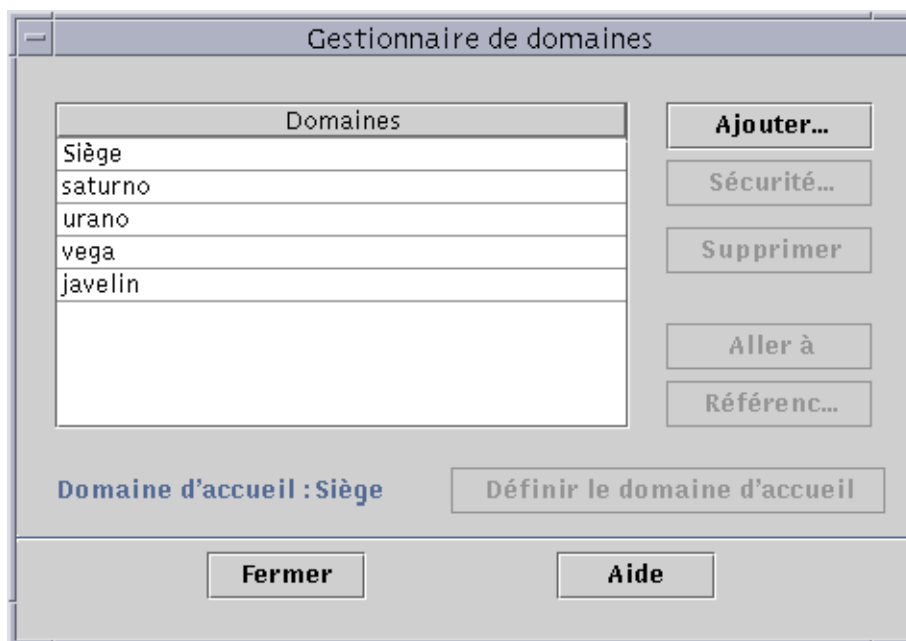 Gestionnaire de domaines
Domaines
Siège
saturno
urano
vega
javelin
Ajouter...
Sécurité...
Supprimer
Aller à
Référenc...
Domaine d'accueil : Siège
Définir le domaine d'accueil
Fermer
Aide